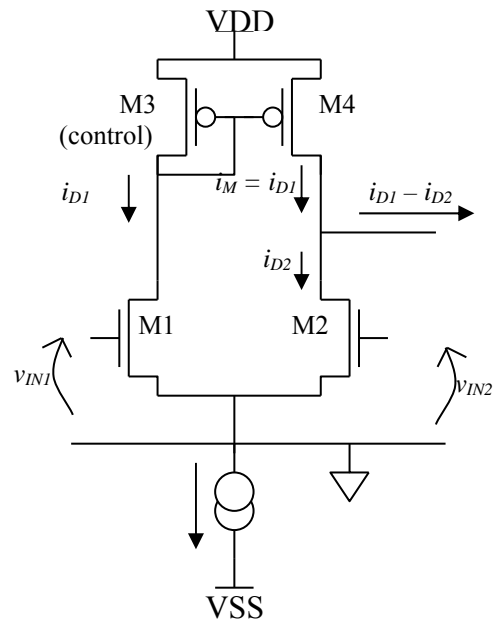 VDD
M3
(control)
M4
iD1
iM = iD1
iD1 – iD2
iD2
M1
M2
vIN1
vIN2
VSS